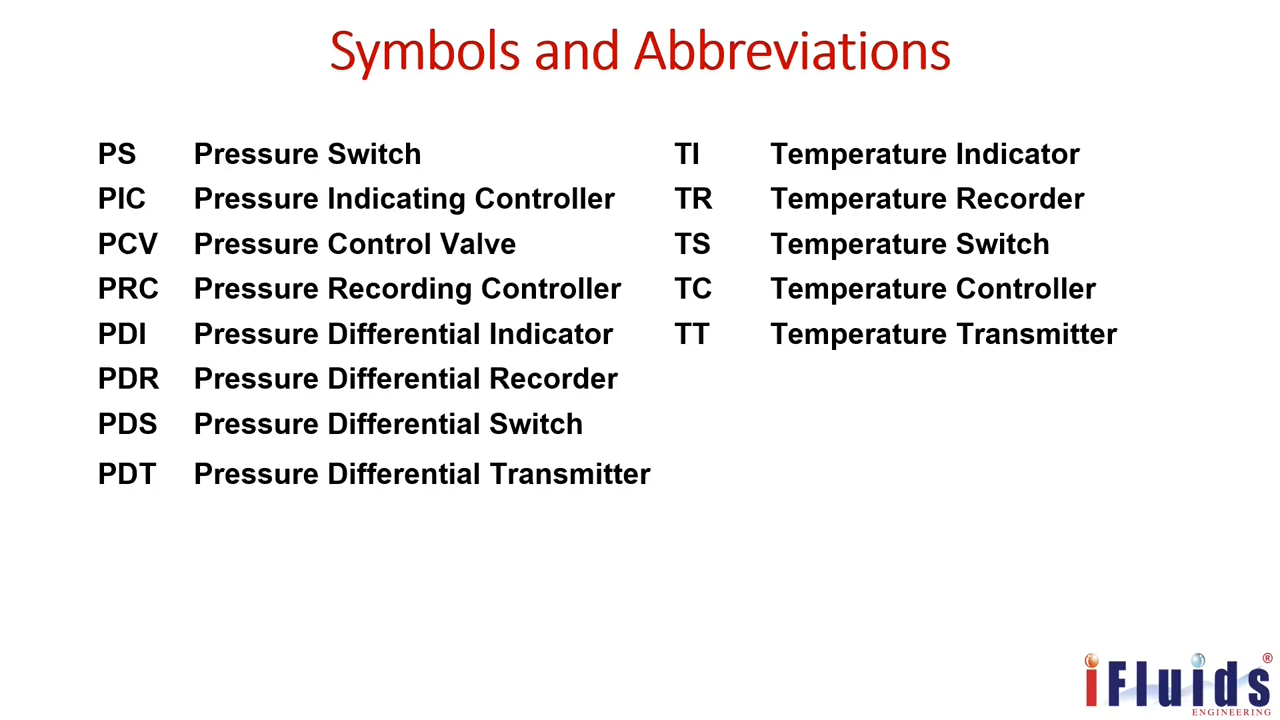 Symbols and Abbreviations
PS Pressure Switch
PIC Pressure Indicating Controller
PCV Pressure Control Valve
PRC Pressure Recording Controller
PDI Pressure Differential Indicator
PDR Pressure Differential Recorder
PDS Pressure Differential Switch
PDT Pressure Differential Transmitter
TI Temperature Indicator
TR Temperature Recorder
TS Temperature Switch
TC Temperature Controller
TT Temperature Transmitter
iFluids®
ENGINEERING